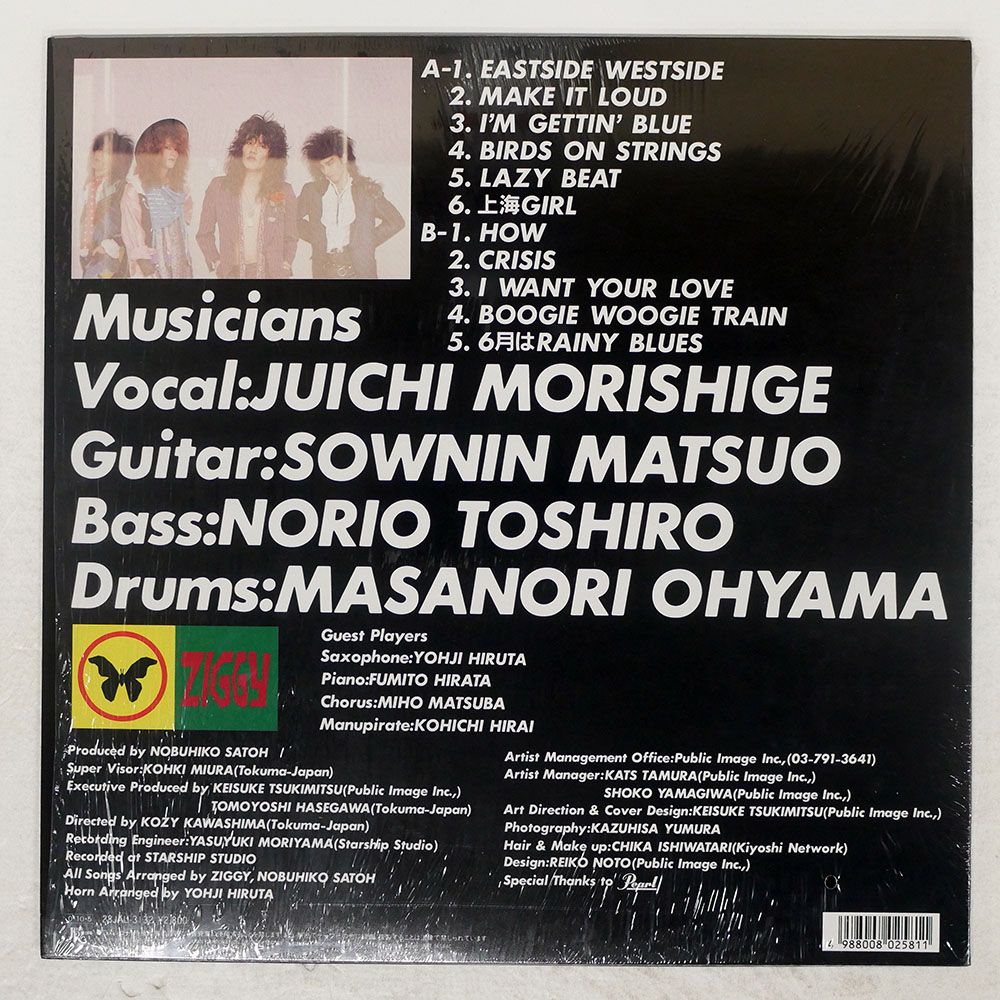 A-1. EASTSIDE WESTSIDE
2. MAKE IT LOUD
3. I'M GETTIN' BLUE
4. BIRDS ON STRINGS
5. LAZY BEAT
6. 上海GIRL
B-1. HOW
2. CRISIS
3. I WANT YOUR LOVE
4. BOOGIE WOOGIE TRAIN
5. 6月はRAINY BLUES
Musicians
Vocal:JUICHI MORISHIGE
Guitar:SOWNIN MATSUO
Bass:NORIO TOSHIRO
Drums:MASANORI OHYAMA
ZIGGY
Guest Players
Saxophone:YOHJI HIRUTA
Piano:FUMITO HIRATA
Chorus:MIHO MATSUBA
Manupirate:KOHICHI HIRAI
Produced by NOBUHIKO SATOH
Super Visor:KOHKI MIURA(Tokuma-Japan)
Executive Produced by KEISUKE TSUKIMITSU(Public Image Inc.,)
TOMOYOSHI HASEGAWA(Tokuma-Japan)
Directed by KOZY KAWASHIMA(Tokuma-Japan)
Recording Engineer:YASUYUKI MORIYAMA(Starship Studio)
Recorded at STARSHIP STUDIO
All Songs Arranged by ZIGGY, NOBUHIKO SATOH
Horn Arranged by YOHJI HIRUTA
Artist Management Office:Public Image Inc.,(03-791-3641)
Artist Manager:KATS TAMURA(Public Image Inc.,)
SHOKO YAMAGIWA(Public Image Inc.,)
Art Direction & Cover Design:KEISUKE TSUKIMITSU(Public Image Inc.,)
Photography:KAZUHISA YUMURA
Hair & Make up:CHIKA ISHIWATARI(Kiyoshi Network)
Design:REIKO NOTO(Public Image Inc.,)
Special Thanks to Pearl
¥2,800
4 988008 025811